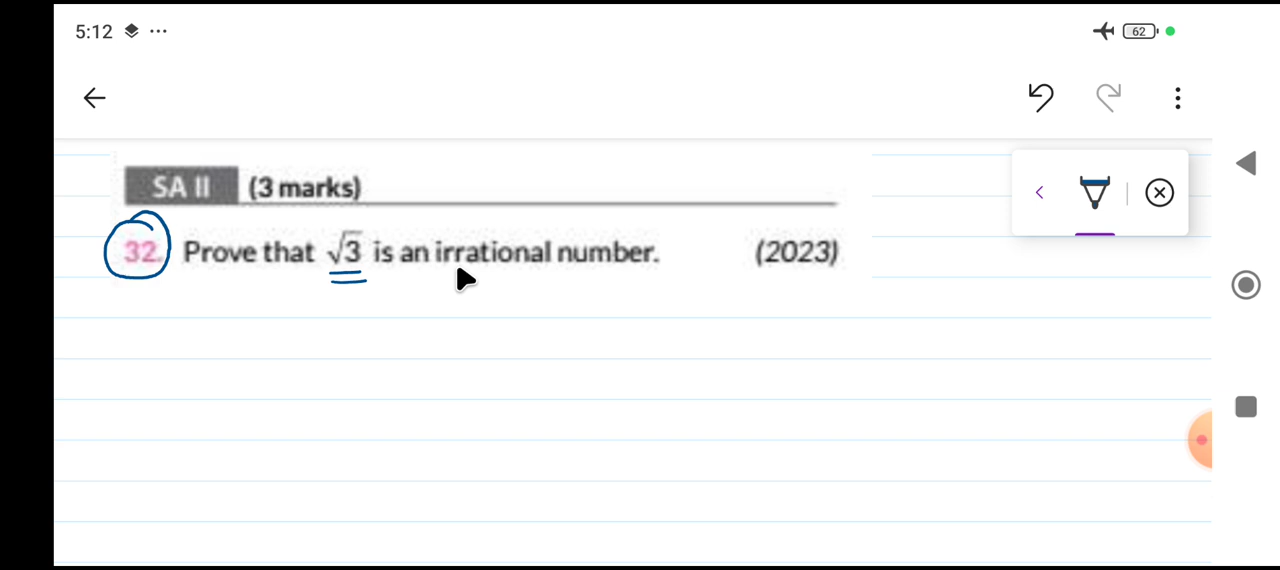 5:12 ...
62
SA II (3 marks)
32. Prove that √3 is an irrational number. (2023)